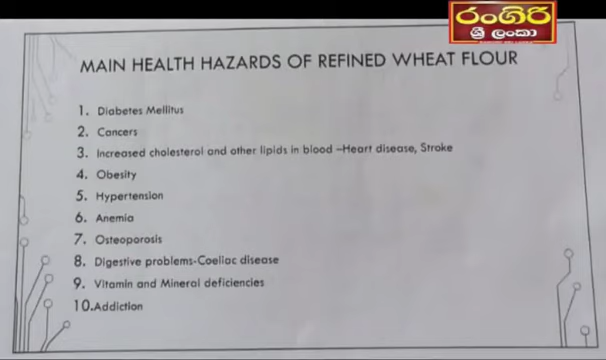 රංගිරි
ශ්‍රී ලංකා
MAIN HEALTH HAZARDS OF REFINED WHEAT FLOUR
1. Diabetes Mellitus
2. Cancers
3. Increased cholesterol and other lipids in blood –Heart disease, Stroke
4. Obesity
5. Hypertension
6. Anemia
7. Osteoporosis
8. Digestive problems-Coeliac disease
9. Vitamin and Mineral deficiencies
10.Addiction